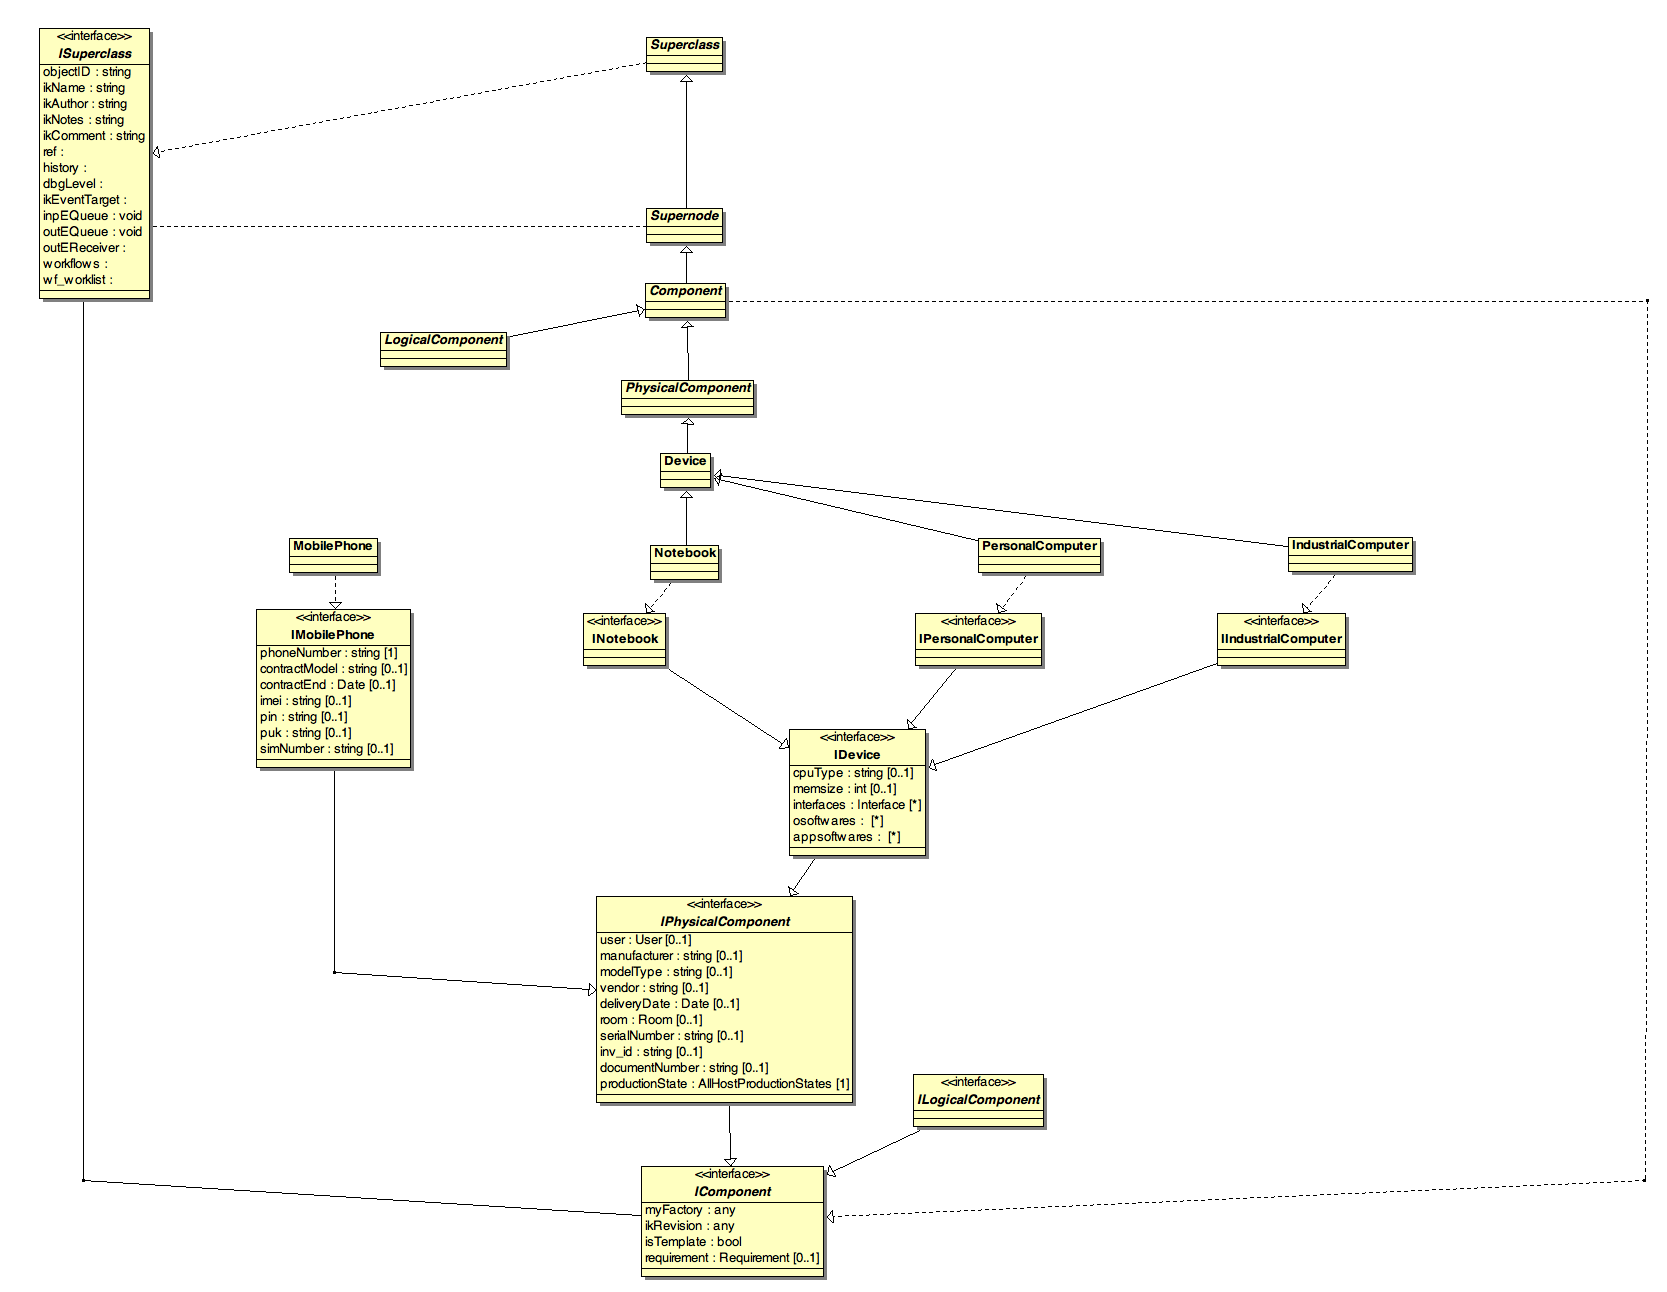 <<interface>>
ISuperclass
objectID : string
ikName : string
ikAuthor : string
ikNotes : string
ikComment : string
ref :
history :
dbgLevel :
ikEventTarget :
inpEQueue : void
outEQueue : void
outEReceiver :
workflows :
wf_worklist :
Superclass
Supernode
Component
LogicalComponent
PhysicalComponent
Device
MobilePhone
Notebook
PersonalComputer
IndustrialComputer
<<interface>>
IMobilePhone
phoneNumber : string [1]
contractModel : string [0..1]
contractEnd : Date [0..1]
imei : string [0..1]
pin : string [0..1]
puk : string [0..1]
simNumber : string [0..1]
<<interface>>
INotebook
<<interface>>
IPersonalComputer
<<interface>>
IIndustrialComputer
<<interface>>
IDevice
cpuType : string [0..1]
memsize : int [0..1]
interfaces : Interface [*]
osoftwares : [*]
appsoftwares : [*]
<<interface>>
IPhysicalComponent
user : User [0..1]
manufacturer : string [0..1]
modelType : string [0..1]
vendor : string [0..1]
deliveryDate : Date [0..1]
room : Room [0..1]
serialNumber : string [0..1]
inv_id : string [0..1]
documentNumber : string [0..1]
productionState : AllHostProductionStates [1]
<<interface>>
ILogicalComponent
<<interface>>
IComponent
myFactory : any
ikRevision : any
isTemplate : bool
requirement : Requirement [0..1]